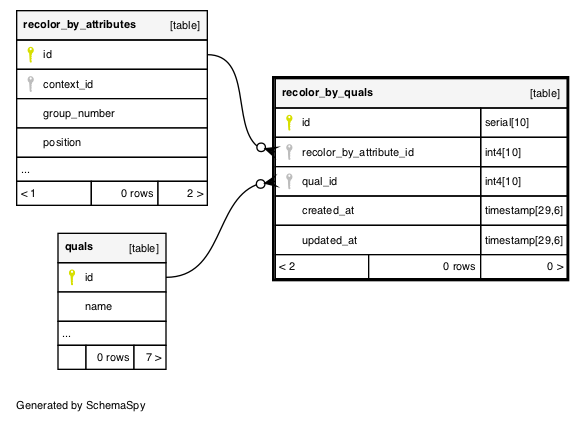 recolor_by_attributes [table]
id
context_id
group_number
position
...
< 1 0 rows 2 >
recolor_by_quals [table]
id serial[10]
recolor_by_attribute_id int4[10]
qual_id int4[10]
created_at timestamp[29,6]
updated_at timestamp[29,6]
< 2 0 rows 0 >
quals [table]
id
name
...
0 rows 7 >
Generated by SchemaSpy